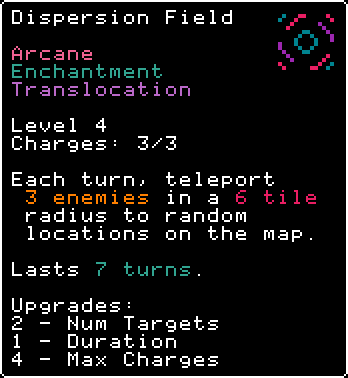 Dispersion Field
Arcane
Enchantment
Translocation
Level 4
Charges: 3/3
Each turn, teleport
3 enemies in a 6 tile
radius to random
locations on the map.
Lasts 7 turns.
Upgrades:
2 - Num Targets
1 - Duration
4 - Max Charges